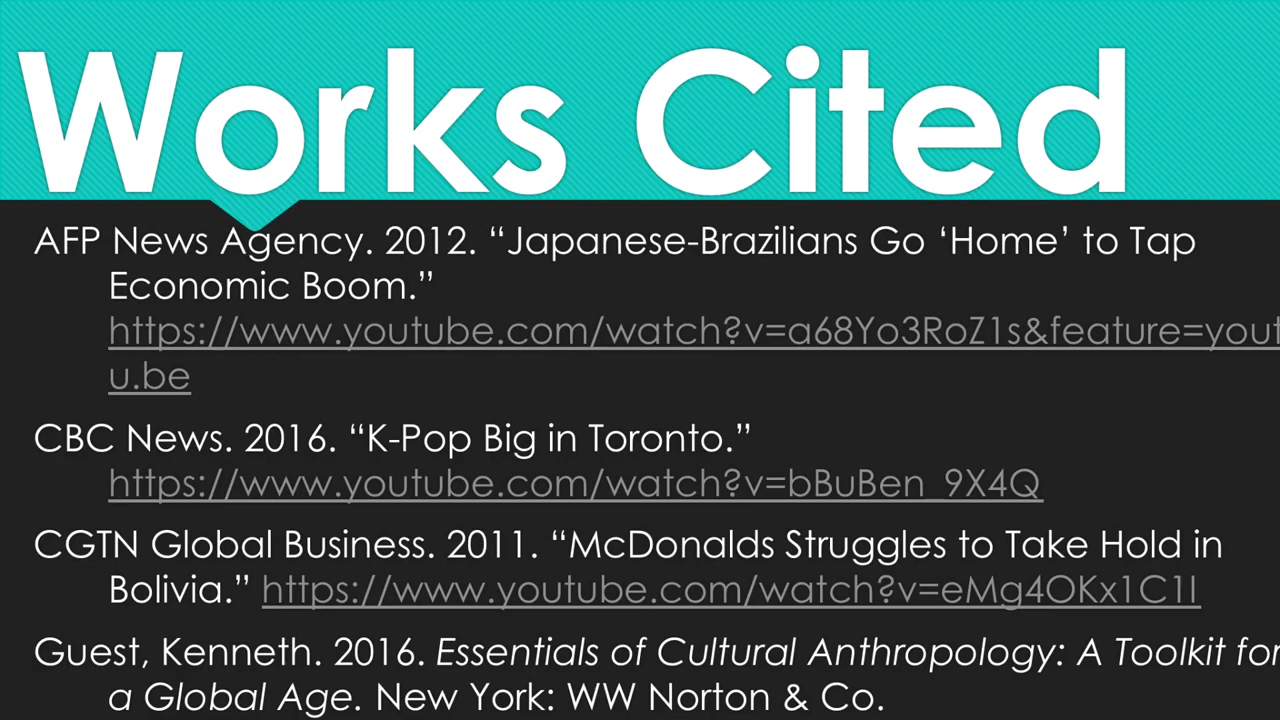 Works Cited
AFP News Agency. 2012. “Japanese-Brazilians Go ‘Home’ to Tap
Economic Boom.”
https://www.youtube.com/watch?v=a68Yo3RoZ1s&feature=yout
u.be
CBC News. 2016. “K-Pop Big in Toronto.”
https://www.youtube.com/watch?v=bBuBen_9X4Q
CGTN Global Business. 2011. “McDonalds Struggles to Take Hold in
Bolivia.” https://www.youtube.com/watch?v=eMg4OKx1C1I
Guest, Kenneth. 2016. Essentials of Cultural Anthropology: A Toolkit for
a Global Age. New York: WW Norton & Co.